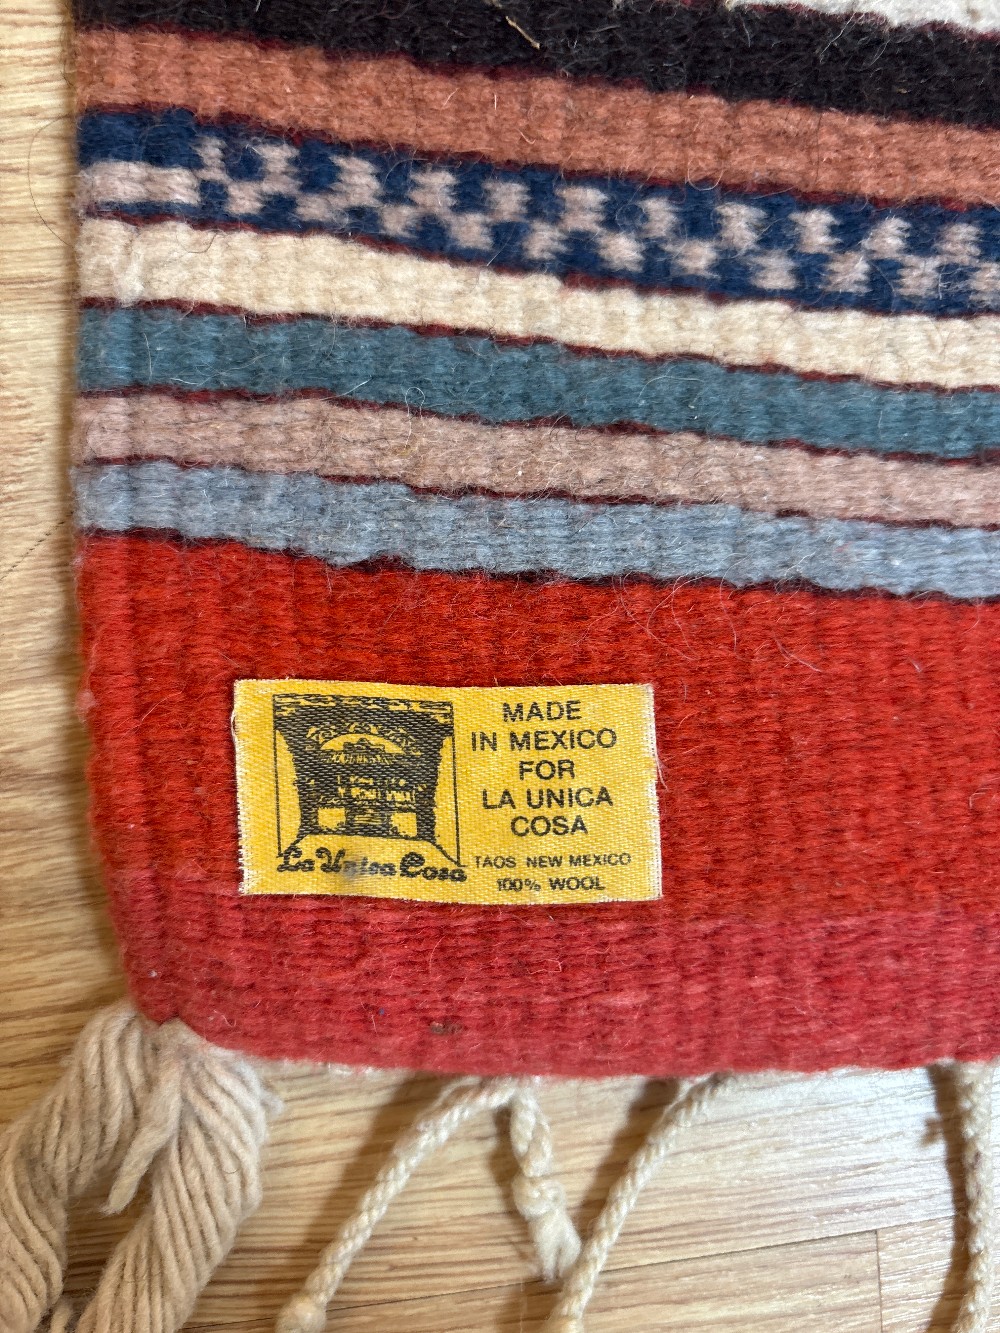 MADE
IN MEXICO
FOR
LA UNICA
COSA
TAOS NEW MEXICO
100% WOOL
La Unica Cosa